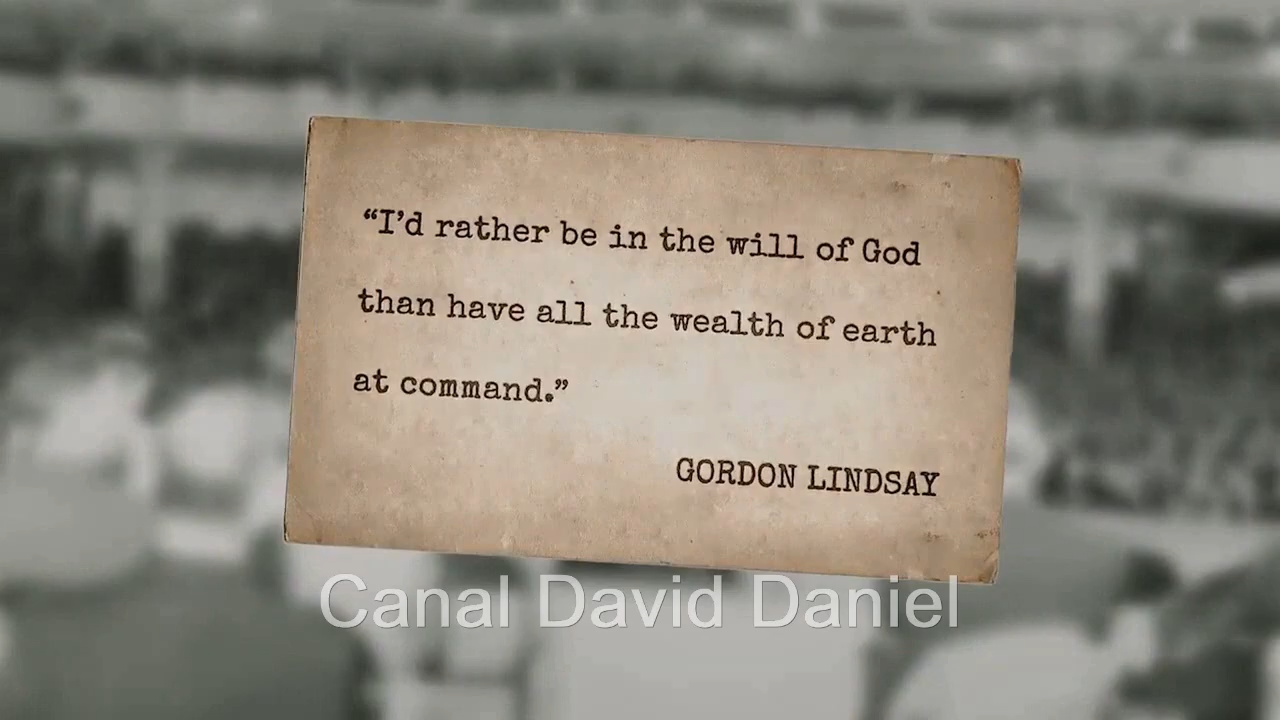 “I’d rather be in the will of God
than have all the wealth of earth
at command.”
GORDON LINDSAY
Canal David Daniel